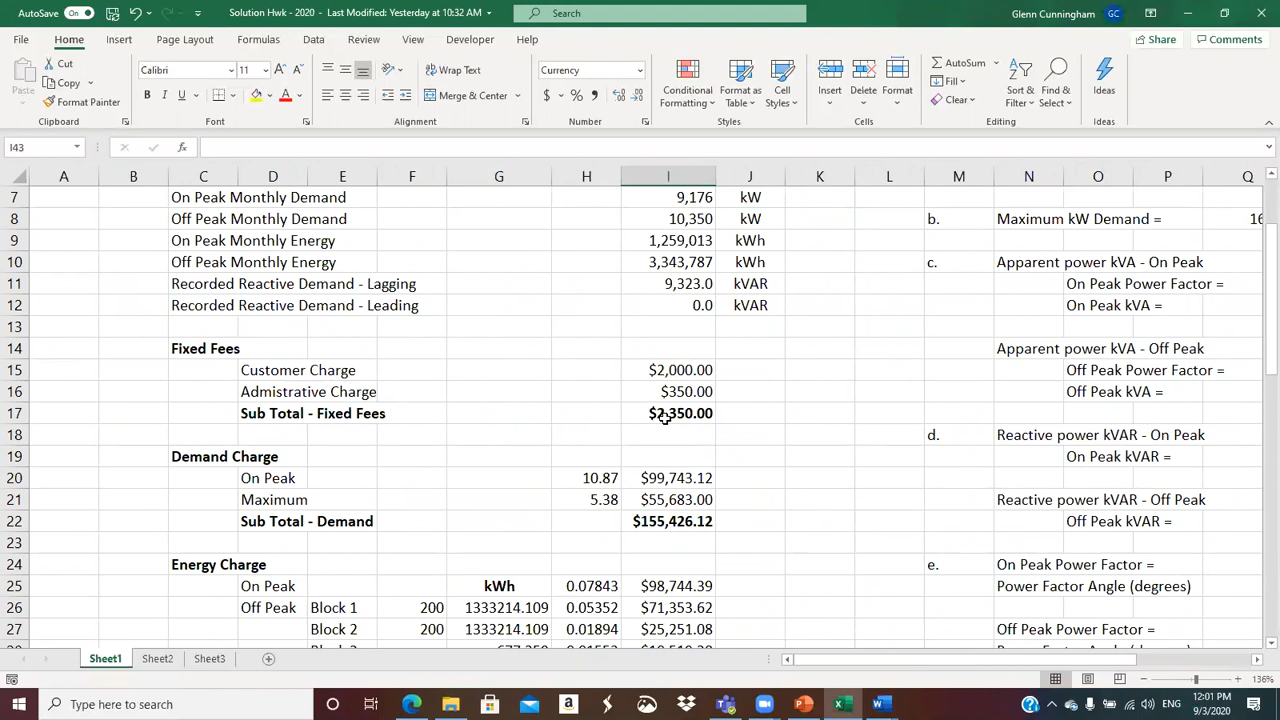 AutoSave On Solution Hwk - 2020 - Last Modified: Yesterday at 10:32 AM Search Glenn Cunningham GC
File Home Insert Page Layout Formulas Data Review View Developer Help Share Comments
Cut Calibri 11 Wrap Text Currency AutoSum
Paste Copy Fill
Format Painter B I U A Merge & Center $ % Conditional Formatting Format as Table Cell Styles Insert Delete Format Clear Sort & Filter Find & Select Ideas
Clipboard Font Alignment Number Styles Cells Editing Ideas
I43 fx
A B C D E F G H I J K L M N O P Q
7 On Peak Monthly Demand 9,176 kW
8 Off Peak Monthly Demand 10,350 kW b. Maximum kW Demand = 16
9 On Peak Monthly Energy 1,259,013 kWh
10 Off Peak Monthly Energy 3,343,787 kWh c. Apparent power kVA - On Peak
11 Recorded Reactive Demand - Lagging 9,323.0 kVAR On Peak Power Factor =
12 Recorded Reactive Demand - Leading 0.0 kVAR On Peak kVA =
13
14 Fixed Fees Apparent power kVA - Off Peak
15 Customer Charge $2,000.00 Off Peak Power Factor =
16 Admistrative Charge $350.00 Off Peak kVA =
17 Sub Total - Fixed Fees $2,350.00
18 d. Reactive power kVAR - On Peak
19 Demand Charge On Peak kVAR =
20 On Peak 10.87 $99,743.12
21 Maximum 5.38 $55,683.00 Reactive power kVAR - Off Peak
22 Sub Total - Demand $155,426.12 Off Peak kVAR =
23
24 Energy Charge e. On Peak Power Factor =
25 On Peak kWh 0.07843 $98,744.39 Power Factor Angle (degrees)
26 Off Peak Block 1 200 1333214.109 0.05352 $71,353.62
27 Block 2 200 1333214.109 0.01894 $25,251.08 Off Peak Power Factor =
Sheet1 Sheet2 Sheet3
136%
Type here to search 12:01 PM
9/3/2020